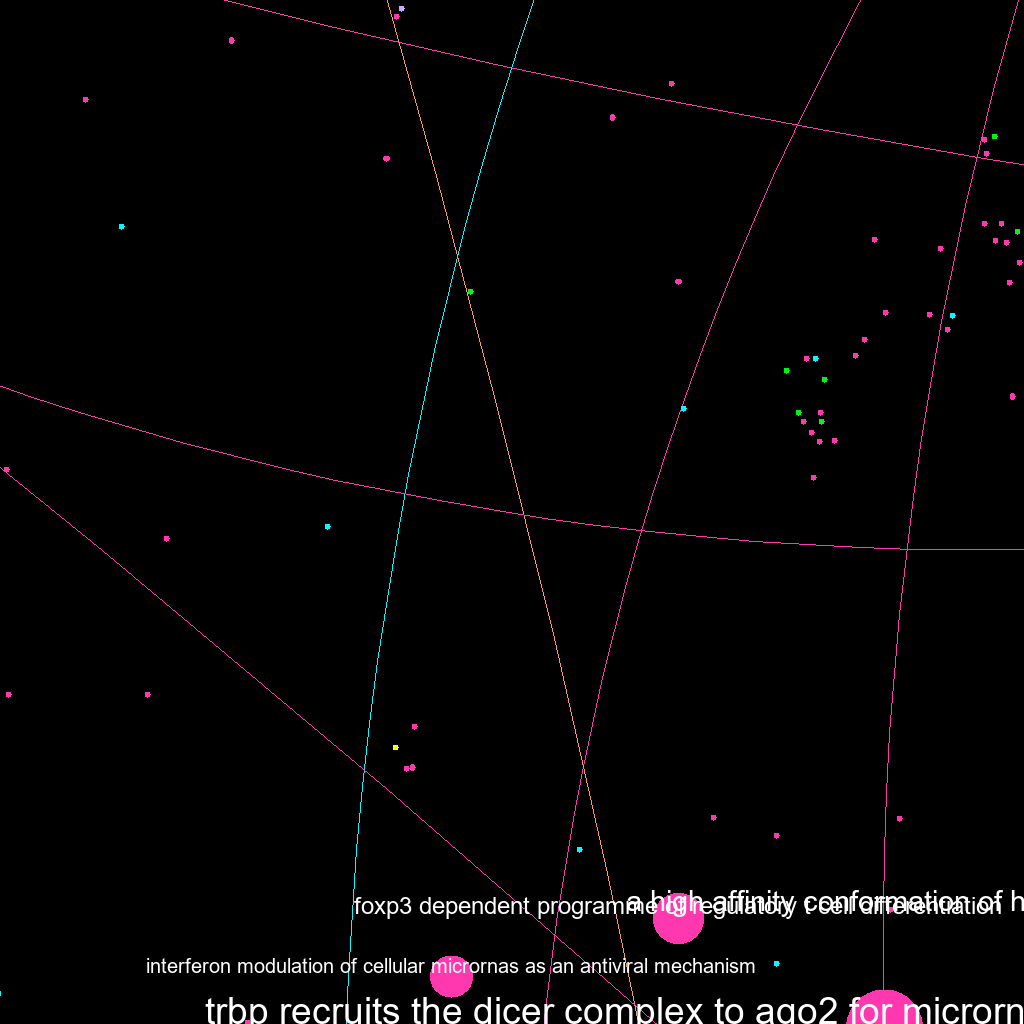 a high affinity conformation of h
foxp3 dependent programme of regulatory t cell differentiation
interferon modulation of cellular micrornas as an antiviral mechanism
trbp recruits the dicer complex to ago2 for microrn